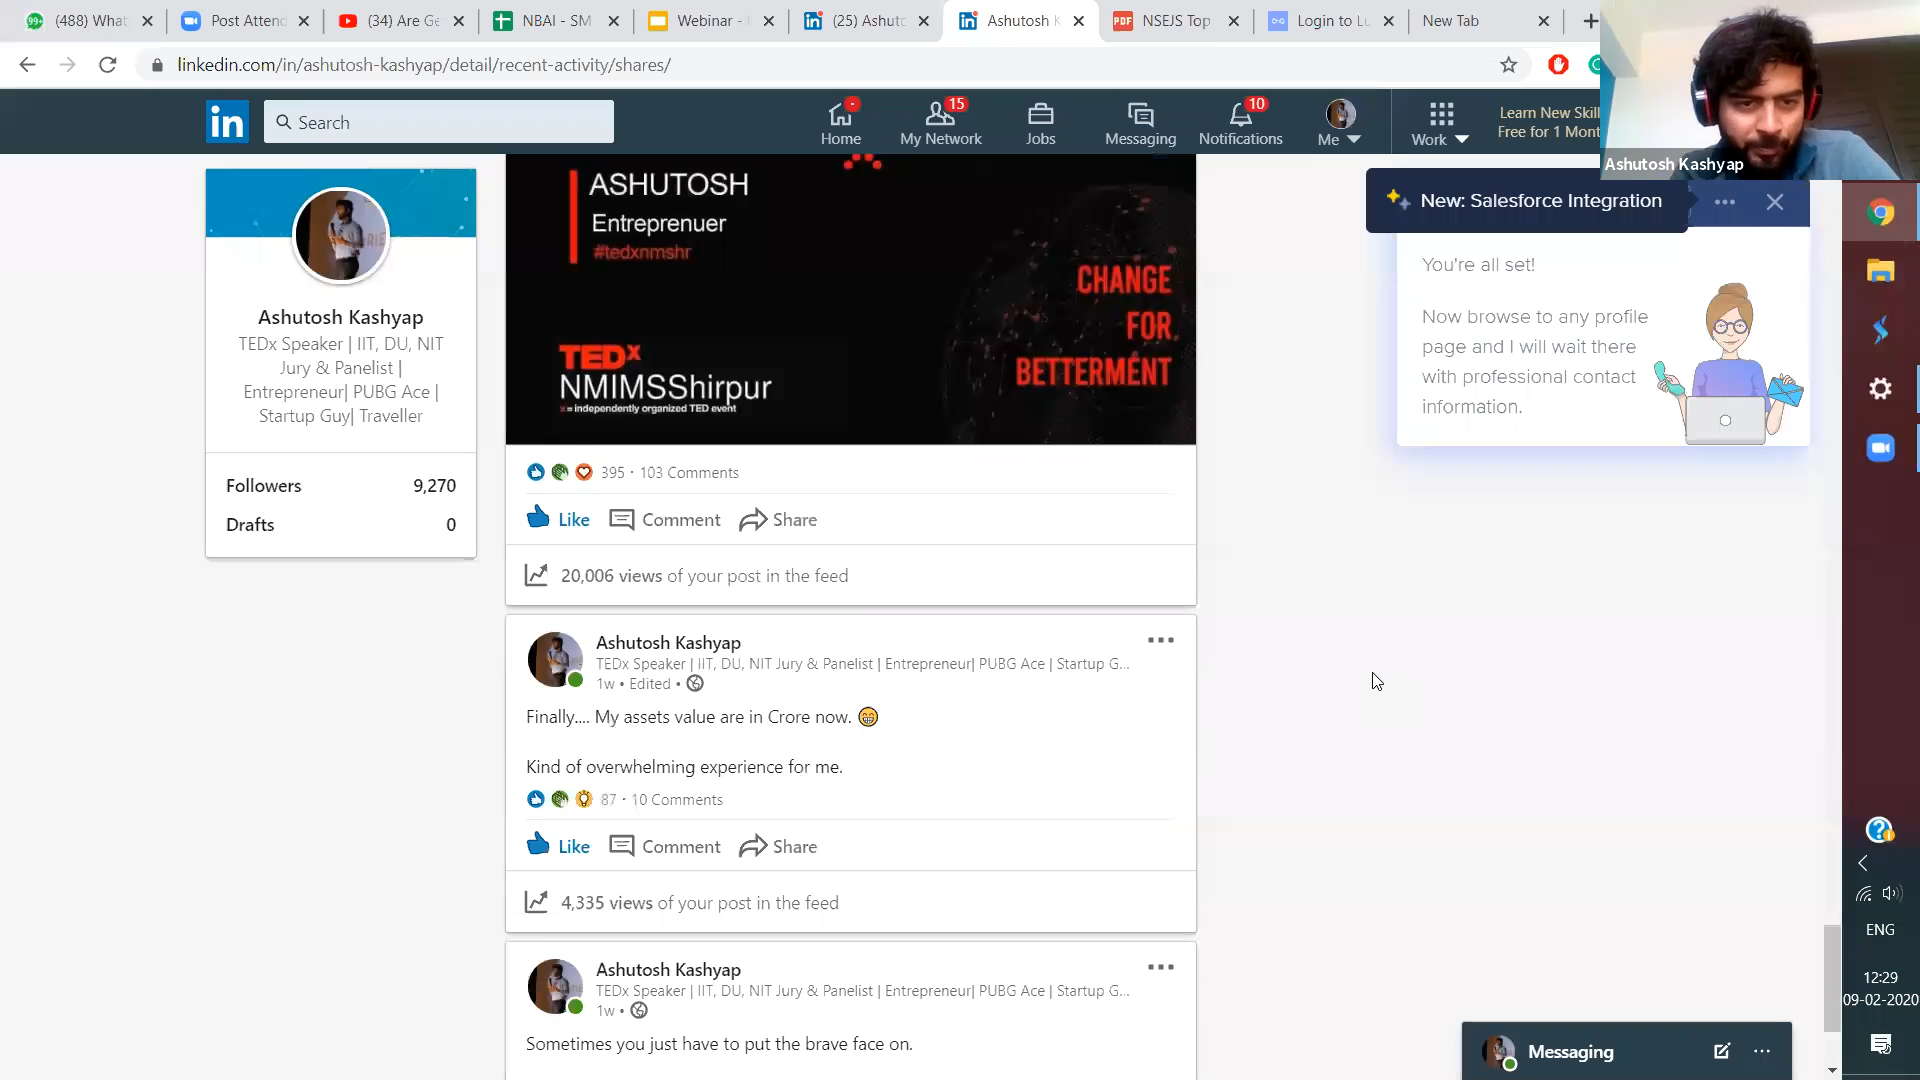 (488) What
Post Attend
(34) Are Ge
NBAI - SM
Webinar -
(25) Ashuto
Ashutosh K
PDF NSEJS Top
Login to Lu
New Tab
linkedin.com/in/ashutosh-kashyap/detail/recent-activity/shares/
in
Search
Home
15
My Network
Jobs
Messaging
10
Notifications
Me
Work
Learn New Skil
Free for 1 Mont
Ashutosh Kashyap
Ashutosh Kashyap
TEDx Speaker | IIT, DU, NIT
Jury & Panelist |
Entrepreneur| PUBG Ace |
Startup Guy| Traveller
Followers 9,270
Drafts 0
ASHUTOSH
Entreprenuer
#tedxnmshr
CHANGE
FOR
BETTERMENT
TEDx
NMIMSShirpur
x = independently organized TED event
395 · 103 Comments
Like Comment Share
20,006 views of your post in the feed
Ashutosh Kashyap
TEDx Speaker | IIT, DU, NIT Jury & Panelist | Entrepreneur| PUBG Ace | Startup G...
1w • Edited •
Finally.... My assets value are in Crore now. 😁
Kind of overwhelming experience for me.
87 · 10 Comments
Like Comment Share
4,335 views of your post in the feed
Ashutosh Kashyap
TEDx Speaker | IIT, DU, NIT Jury & Panelist | Entrepreneur| PUBG Ace | Startup G...
1w •
Sometimes you just have to put the brave face on.
New: Salesforce Integration
You're all set!
Now browse to any profile
page and I will wait there
with professional contact
information.
Messaging
ENG
12:29
09-02-2020